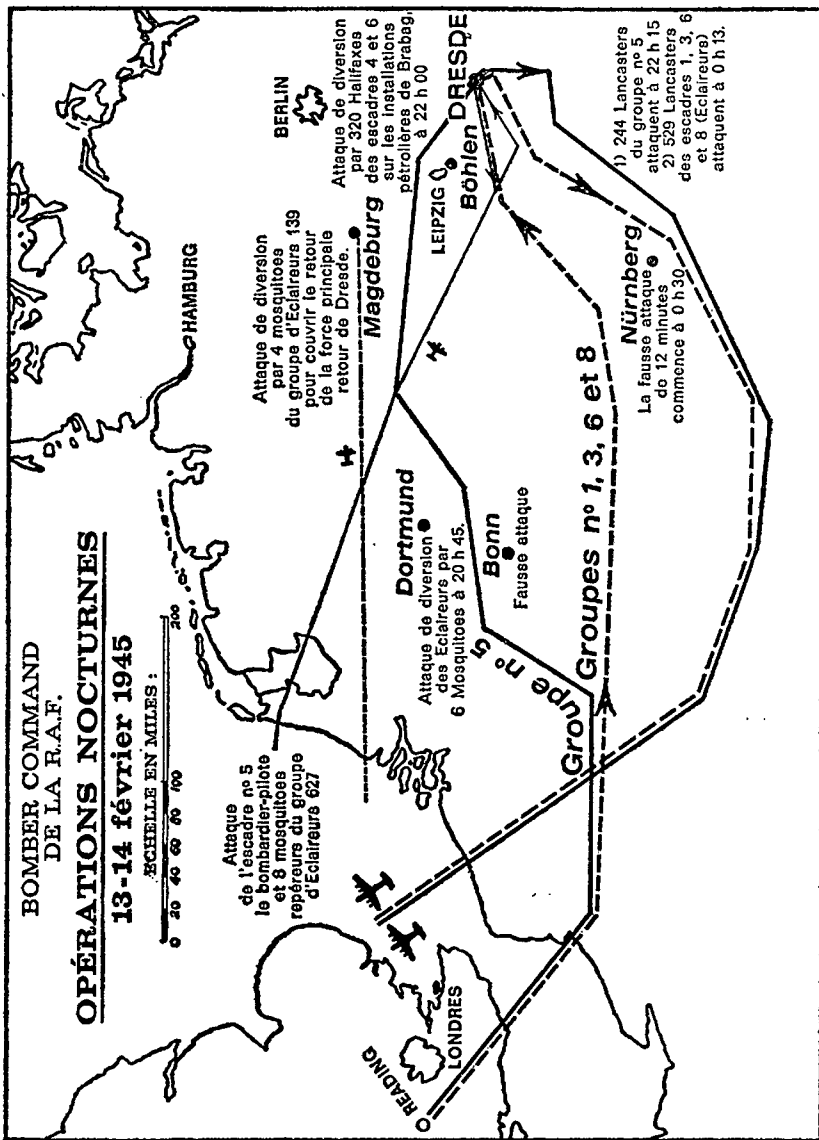 BOMBER COMMAND
DE LA R.A.F.
OPÉRATIONS NOCTURNES
13-14 février 1945
ECHELLE EN MILES :
0 20 40 60 80 100 200
HAMBURG
BERLIN
Attaque
de l'escadre nº 5
le bombardier-pilote
et 8 mosquitoes
repéreurs du groupe
d'Eclaireurs 627
Attaque de diversion
par 4 mosquitoes
du groupe d'Eclaireurs 139
pour couvrir le retour
de la force principale
retour de Dresde.
Magdeburg
Attaque de diversion
par 320 Halifaxes
des escadres 4 et 6
sur les installations
pétrolières de Brabag,
à 22 h 00
DRESDE
LEIPZIG
Böhlen
Dortmund
Attaque de diversion
des Eclaireurs par
6 Mosquitoes à 20 h 45.
Bonn
Fausse attaque
READING
LONDRES
Groupe nº 5
Groupes nº 1, 3, 6 et 8
Nürnberg
La fausse attaque
de 12 minutes
commence à 0 h 30
1) 244 Lancasters
du groupe nº 5
attaquent à 22 h 15
2) 529 Lancasters
des escadres 1, 3, 6
et 8 (Eclaireurs)
attaquent à 0 h 13.